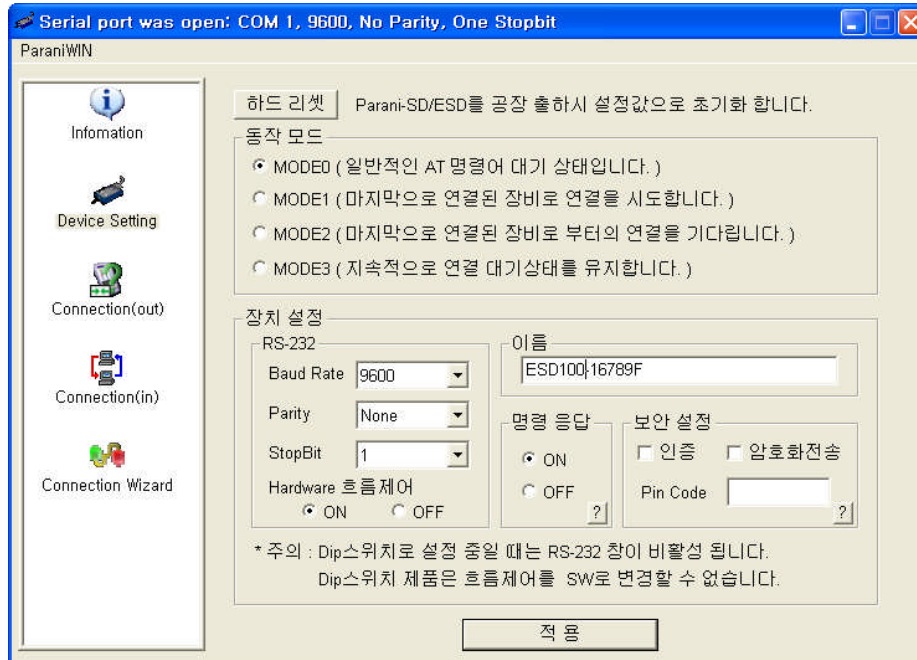 Serial port was open: COM 1, 9600, No Parity, One Stopbit
ParaniWIN
Infomation
Device Setting
Connection(out)
Connection(in)
Connection Wizard
하드 리셋 Parani-SD/ESD를 공장 출하시 설정값으로 초기화 합니다.
동작 모드
MODE0 ( 일반적인 AT 명령어 대기 상태입니다. )
MODE1 ( 마지막으로 연결된 장비로 연결을 시도합니다. )
MODE2 ( 마지막으로 연결된 장비로 부터의 연결을 기다립니다. )
MODE3 ( 지속적으로 연결 대기상태를 유지합니다. )
장치 설정
RS-232
Baud Rate 9600
Parity None
StopBit 1
Hardware 흐름제어
ON OFF
이름
ESD100-16789F
명령 응답
ON
OFF
?
보안 설정
인증 암호화전송
Pin Code
?
* 주의 : Dip스위치로 설정 중일 때는 RS-232 창이 비활성 됩니다.
Dip스위치 제품은 흐름제어를 SW로 변경할 수 없습니다.
적 용